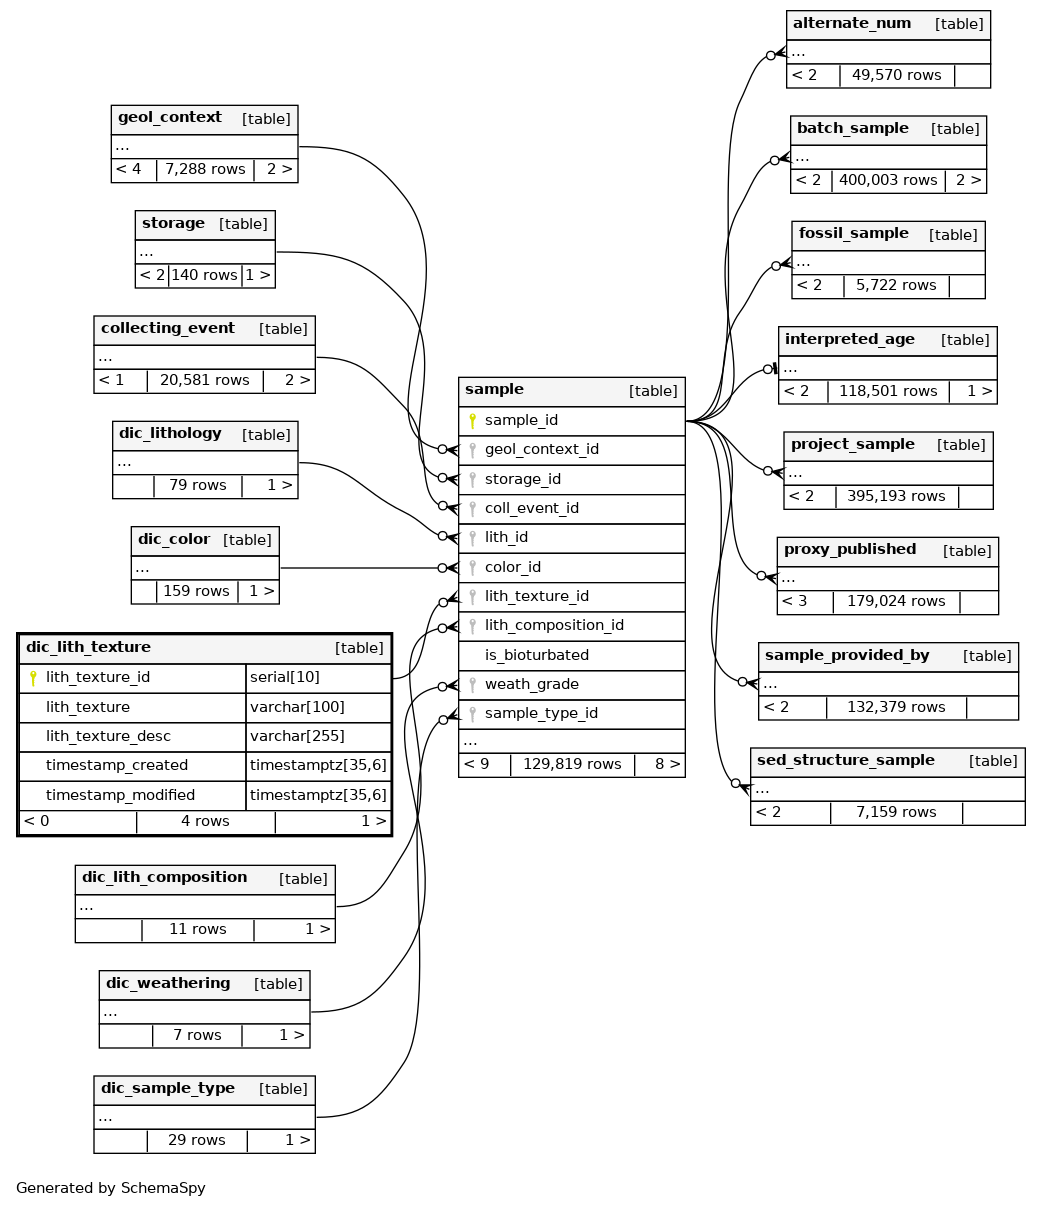 geol_context [table]
...
< 4 7,288 rows 2 >
storage [table]
...
< 2 140 rows 1 >
collecting_event [table]
...
< 1 20,581 rows 2 >
dic_lithology [table]
...
79 rows 1 >
dic_color [table]
...
159 rows 1 >
dic_lith_texture [table]
lith_texture_id serial[10]
lith_texture varchar[100]
lith_texture_desc varchar[255]
timestamp_created timestamptz[35,6]
timestamp_modified timestamptz[35,6]
< 0 4 rows 1 >
dic_lith_composition [table]
...
11 rows 1 >
dic_weathering [table]
...
7 rows 1 >
dic_sample_type [table]
...
29 rows 1 >
sample [table]
sample_id
geol_context_id
storage_id
coll_event_id
lith_id
color_id
lith_texture_id
lith_composition_id
is_bioturbated
weath_grade
sample_type_id
...
< 9 129,819 rows 8 >
alternate_num [table]
...
< 2 49,570 rows
batch_sample [table]
...
< 2 400,003 rows 2 >
fossil_sample [table]
...
< 2 5,722 rows
interpreted_age [table]
...
< 2 118,501 rows 1 >
project_sample [table]
...
< 2 395,193 rows
proxy_published [table]
...
< 3 179,024 rows
sample_provided_by [table]
...
< 2 132,379 rows
sed_structure_sample [table]
...
< 2 7,159 rows
Generated by SchemaSpy